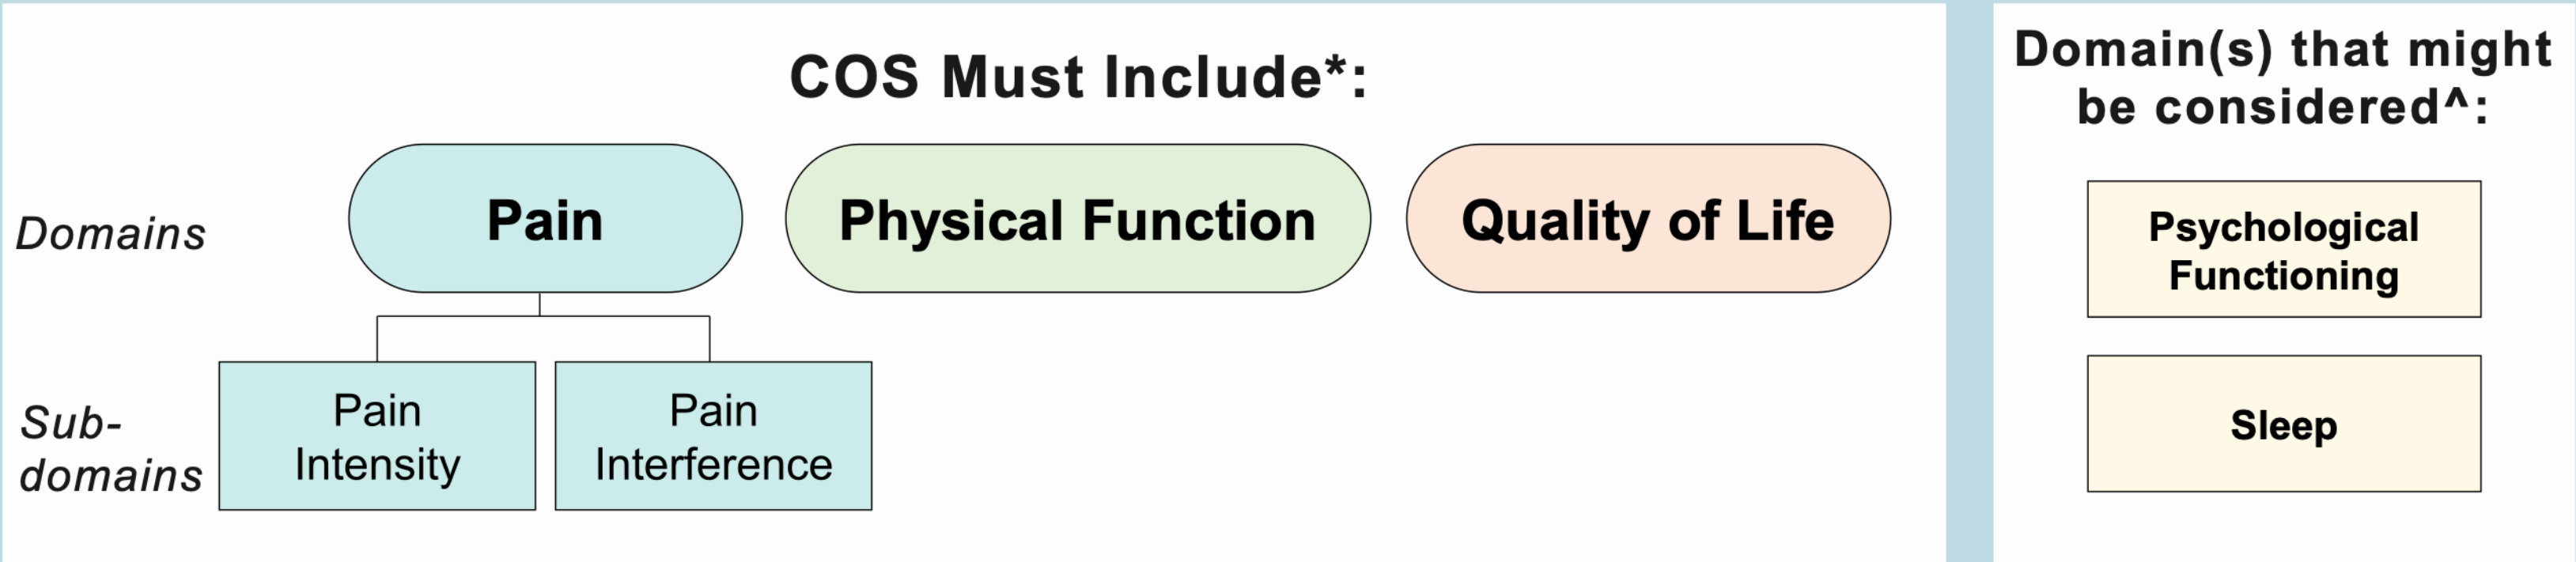 COS Must Include*:
Domains
Pain
Physical Function
Quality of Life
Sub-
domains
Pain
Intensity
Pain
Interference
Domain(s) that might
be considered^:
Psychological
Functioning
Sleep